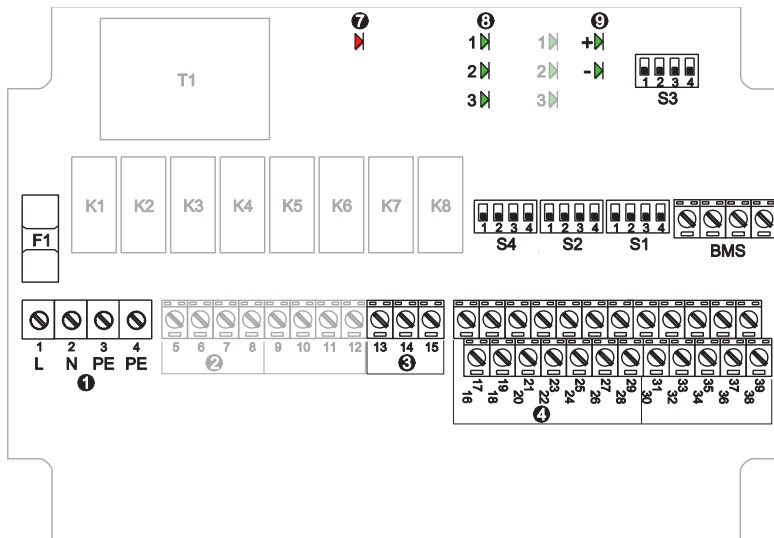 7 8 9
1 1 +
2 2 -
3 3
1 2 3 4
S3
T1
K1 K2 K3 K4 K5 K6 K7 K8
F1
1 2 3 4 1 2 3 4 1 2 3 4
S4 S2 S1 BMS
1 2 3 4 5 6 7 8 9 10 11 12 13 14 15
L N PE PE
1 2 3
16 17 18 19 20 21 22 23 24 25 26 27 28 29 30 31 32 33 34 35 36 37 38 39
4